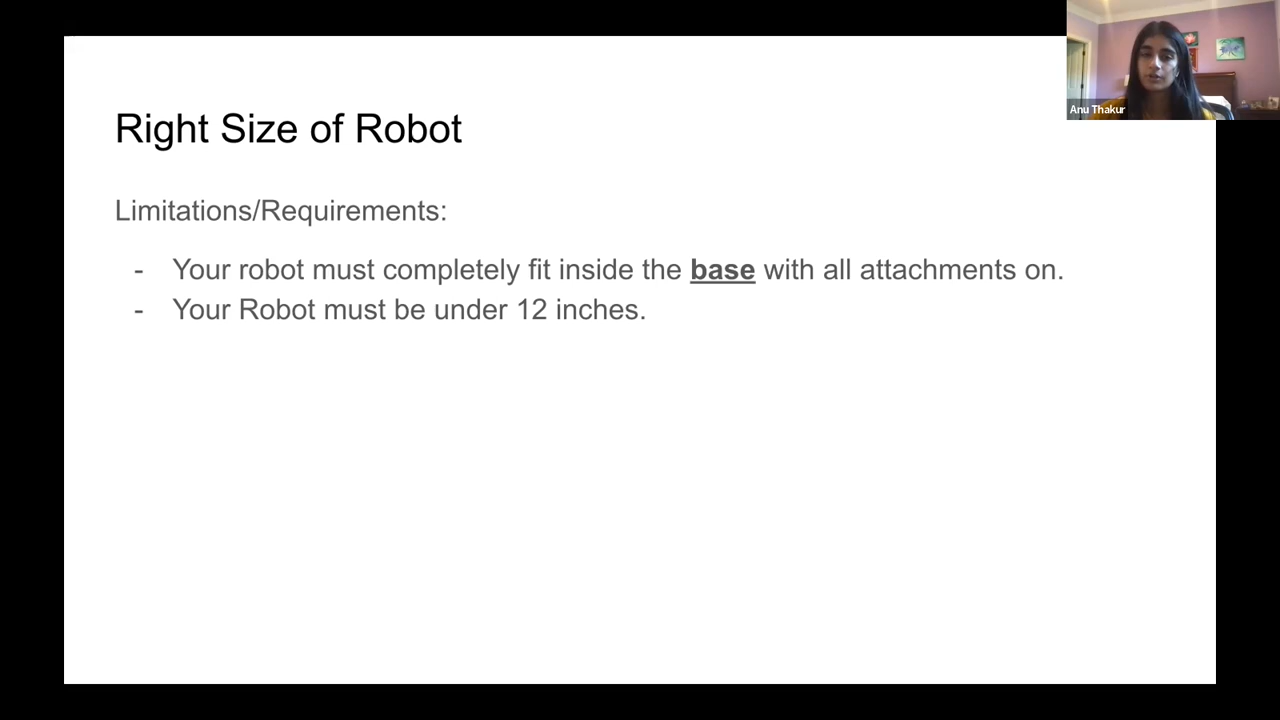 Right Size of Robot
Limitations/Requirements:
- Your robot must completely fit inside the base with all attachments on.
- Your Robot must be under 12 inches.
Anu Thakur